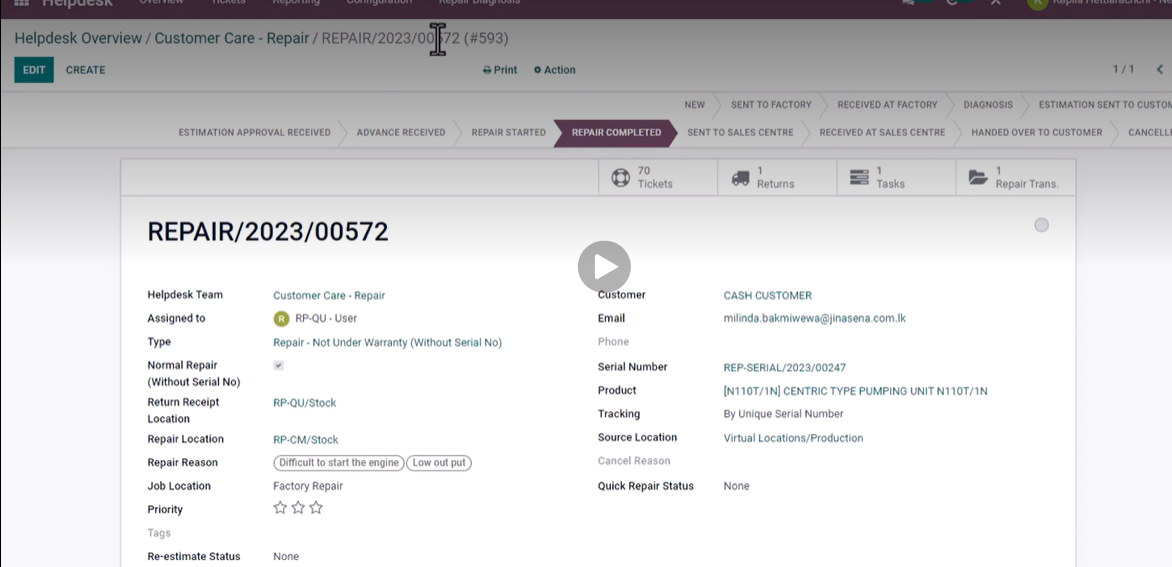 Helpdesk Overview Tickets Reporting Configuration Repair Diagnosis
Helpdesk Overview / Customer Care - Repair / REPAIR/2023/00572 (#593)
EDIT CREATE Print Action 1 / 1
NEW SENT TO FACTORY RECEIVED AT FACTORY DIAGNOSIS ESTIMATION SENT TO CUSTOM
ESTIMATION APPROVAL RECEIVED ADVANCE RECEIVED REPAIR STARTED REPAIR COMPLETED SENT TO SALES CENTRE RECEIVED AT SALES CENTRE HANDED OVER TO CUSTOMER CANCELL
70 1 1 1
Tickets Returns Tasks Repair Trans.
REPAIR/2023/00572
Helpdesk Team Customer Care - Repair Customer CASH CUSTOMER
Assigned to R RP-QU - User Email milinda.bakmiwewa@jinasena.com.lk
Type Repair - Not Under Warranty (Without Serial No) Phone
Normal Repair Serial Number REP-SERIAL/2023/00247
(Without Serial No) Product [N110T/1N] CENTRIC TYPE PUMPING UNIT N110T/1N
Return Receipt RP-QU/Stock Tracking By Unique Serial Number
Location
Repair Location RP-CM/Stock Source Location Virtual Locations/Production
Repair Reason Difficult to start the engine Low out put Cancel Reason
Job Location Factory Repair Quick Repair Status None
Priority
Tags
Re-estimate Status None